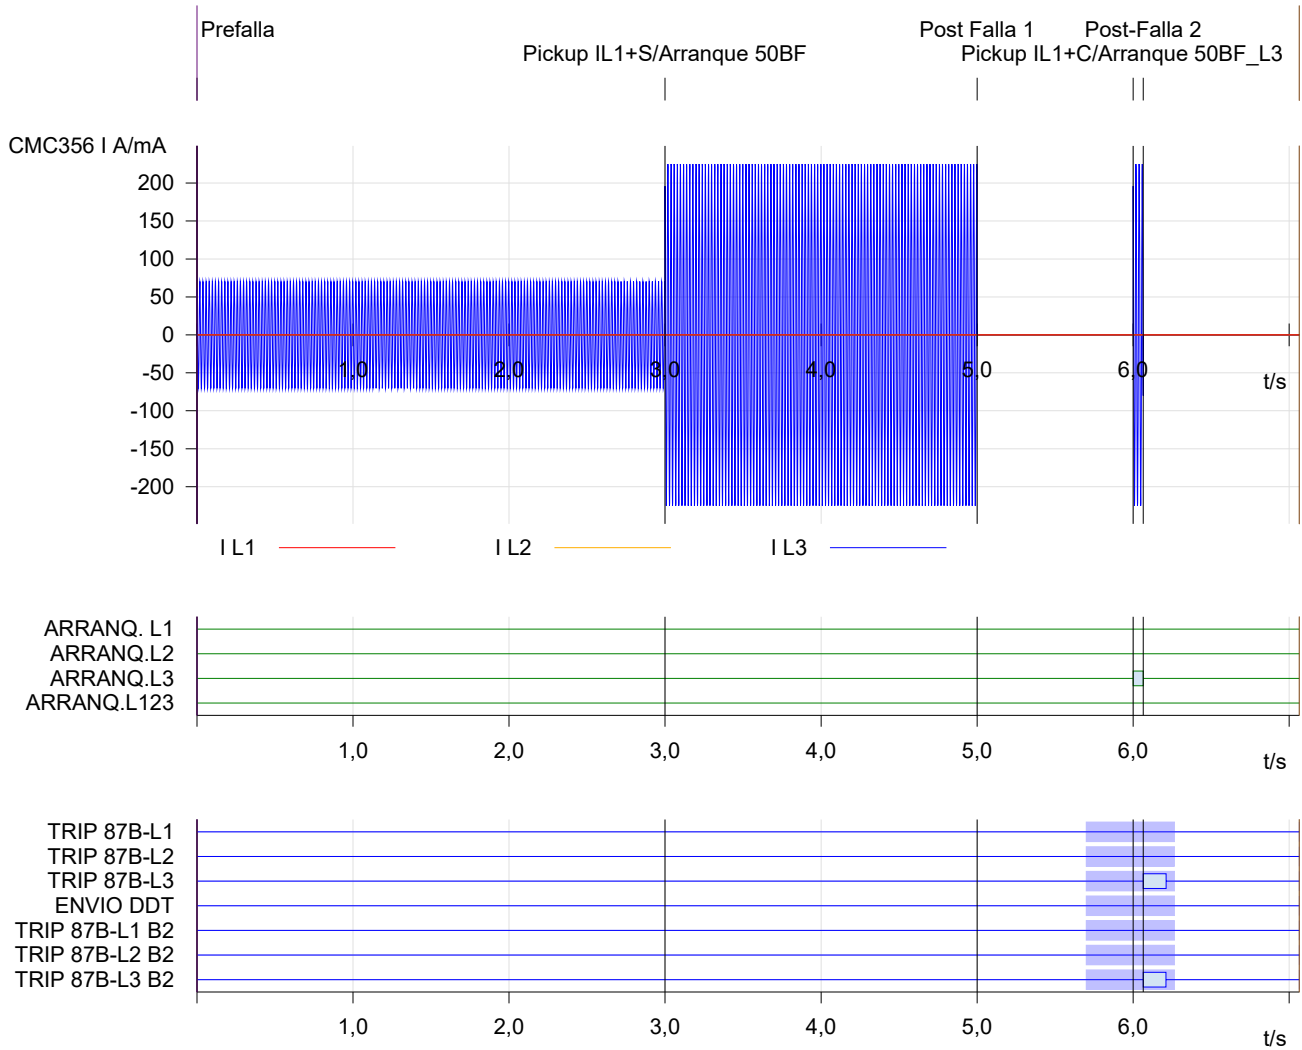 Prefalla
Post Falla 1
Post-Falla 2
Pickup IL1+S/Arranque 50BF
Pickup IL1+C/Arranque 50BF_L3
CMC356 I A/mA
200
150
100
50
0
-50
-100
-150
-200
1,0 2,0 3,0 4,0 5,0 6,0 t/s
I L1 I L2 I L3
ARRANQ. L1
ARRANQ.L2
ARRANQ.L3
ARRANQ.L123
1,0 2,0 3,0 4,0 5,0 6,0 t/s
TRIP 87B-L1
TRIP 87B-L2
TRIP 87B-L3
ENVIO DDT
TRIP 87B-L1 B2
TRIP 87B-L2 B2
TRIP 87B-L3 B2
1,0 2,0 3,0 4,0 5,0 6,0 t/s